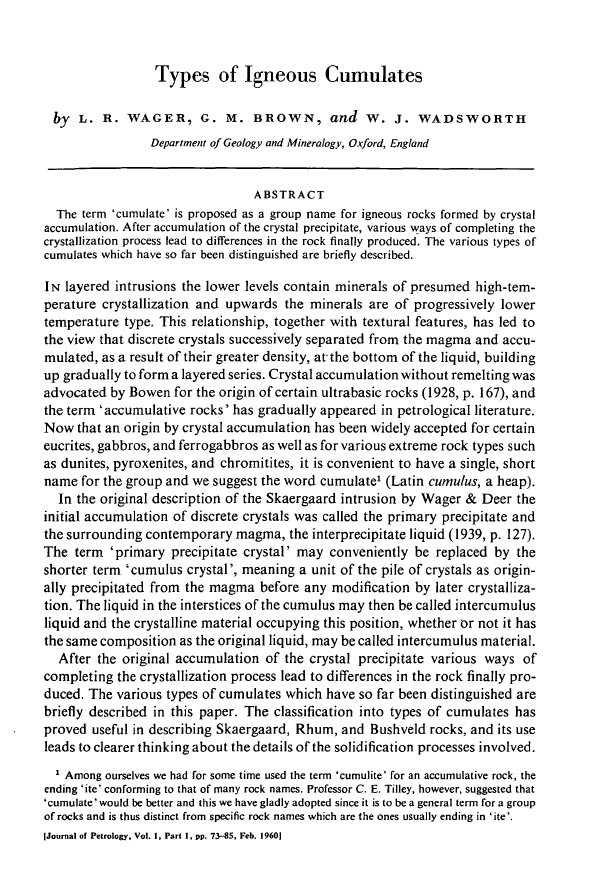 Types of Igneous Cumulates
by L. R. WAGER, G. M. BROWN, and W. J. WADSWORTH
Department of Geology and Mineralogy, Oxford, England
ABSTRACT
The term ‘cumulate’ is proposed as a group name for igneous rocks formed by crystal
accumulation. After accumulation of the crystal precipitate, various ways of completing the
crystallization process lead to differences in the rock finally produced. The various types of
cumulates which have so far been distinguished are briefly described.
IN layered intrusions the lower levels contain minerals of presumed high-tem-
perature crystallization and upwards the minerals are of progressively lower
temperature type. This relationship, together with textural features, has led to
the view that discrete crystals successively separated from the magma and accu-
mulated, as a result of their greater density, at the bottom of the liquid, building
up gradually to form a layered series. Crystal accumulation without remelting was
advocated by Bowen for the origin of certain ultrabasic rocks (1928, p. 167), and
the term ‘accumulative rocks’ has gradually appeared in petrological literature.
Now that an origin by crystal accumulation has been widely accepted for certain
eucrites, gabbros, and ferrogabbros as well as for various extreme rock types such
as dunites, pyroxenites, and chromitites, it is convenient to have a single, short
name for the group and we suggest the word cumulate¹ (Latin cumulus, a heap).
In the original description of the Skaergaard intrusion by Wager & Deer the
initial accumulation of discrete crystals was called the primary precipitate and
the surrounding contemporary magma, the interprecipitate liquid (1939, p. 127).
The term ‘primary precipitate crystal’ may conveniently be replaced by the
shorter term ‘cumulus crystal’, meaning a unit of the pile of crystals as origin-
ally precipitated from the magma before any modification by later crystalliza-
tion. The liquid in the interstices of the cumulus may then be called intercumulus
liquid and the crystalline material occupying this position, whether or not it has
the same composition as the original liquid, may be called intercumulus material.
After the original accumulation of the crystal precipitate various ways of
completing the crystallization process lead to differences in the rock finally pro-
duced. The various types of cumulates which have so far been distinguished are
briefly described in this paper. The classification into types of cumulates has
proved useful in describing Skaergaard, Rhum, and Bushveld rocks, and its use
leads to clearer thinking about the details of the solidification processes involved.
¹ Among ourselves we had for some time used the term ‘cumulite’ for an accumulative rock, the
ending ‘ite’ conforming to that of many rock names. Professor C. E. Tilley, however, suggested that
‘cumulate’ would be better and this we have gladly adopted since it is to be a general term for a group
of rocks and is thus distinct from specific rock names which are the ones usually ending in ‘ite’.
[Journal of Petrology, Vol. 1, Part 1, pp. 73–85, Feb. 1960]